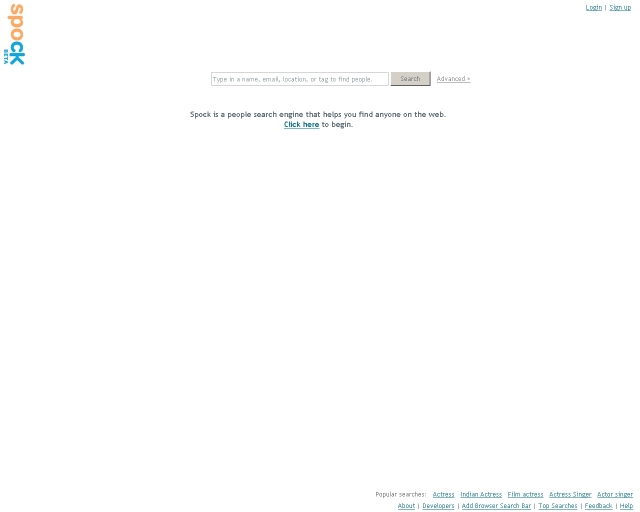 spock
BETA
Login | Sign up
Type in a name, email, location, or tag to find people.
Search
Advanced »
Spock is a people search engine that helps you find anyone on the web.
Click here to begin.
Popular searches: Actress Indian Actress Film actress Actress Singer Actor singer
About | Developers | Add Browser Search Bar | Top Searches | Feedback | Help